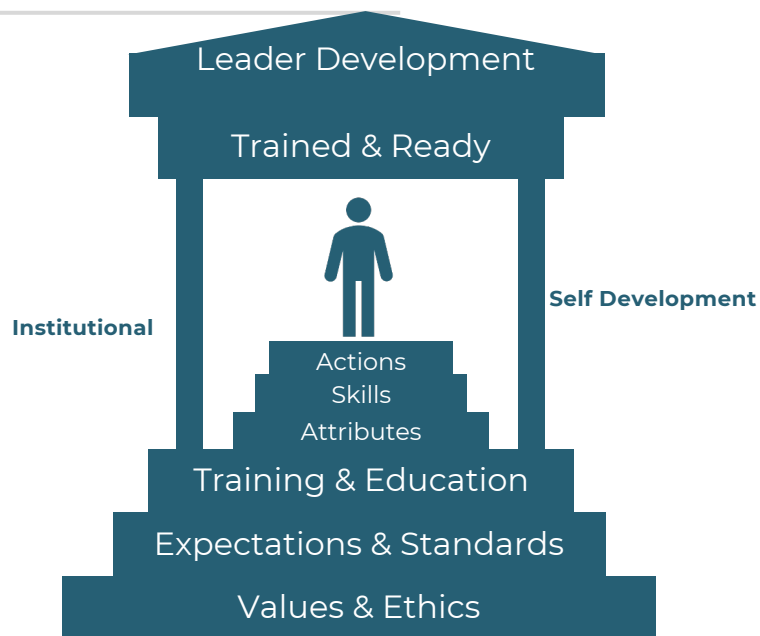 Leader Development
Trained & Ready
Self Development
Institutional
Actions
Skills
Attributes
Training & Education
Expectations & Standards
Values & Ethics